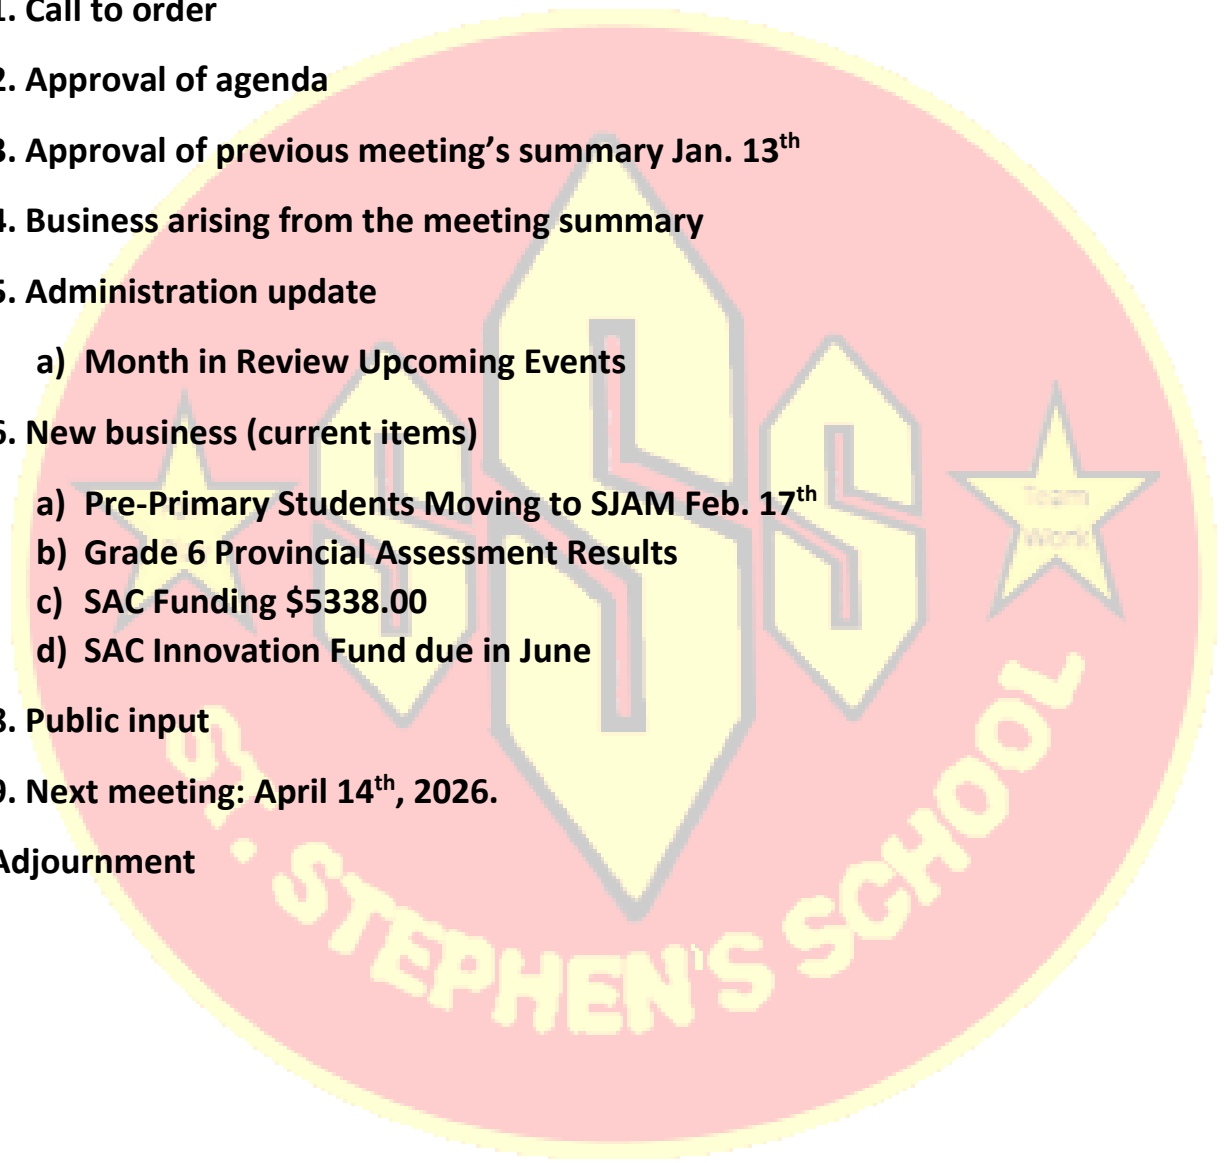 1. Call to order
2. Approval of agenda
3. Approval of previous meeting’s summary Jan. 13th
4. Business arising from the meeting summary
5. Administration update
a) Month in Review Upcoming Events
6. New business (current items)
a) Pre-Primary Students Moving to SJAM Feb. 17th
b) Grade 6 Provincial Assessment Results
c) SAC Funding $5338.00
d) SAC Innovation Fund due in June
8. Public input
9. Next meeting: April 14th, 2026.
Adjournment
SSS
Team
Work
ST. STEPHEN'S SCHOOL